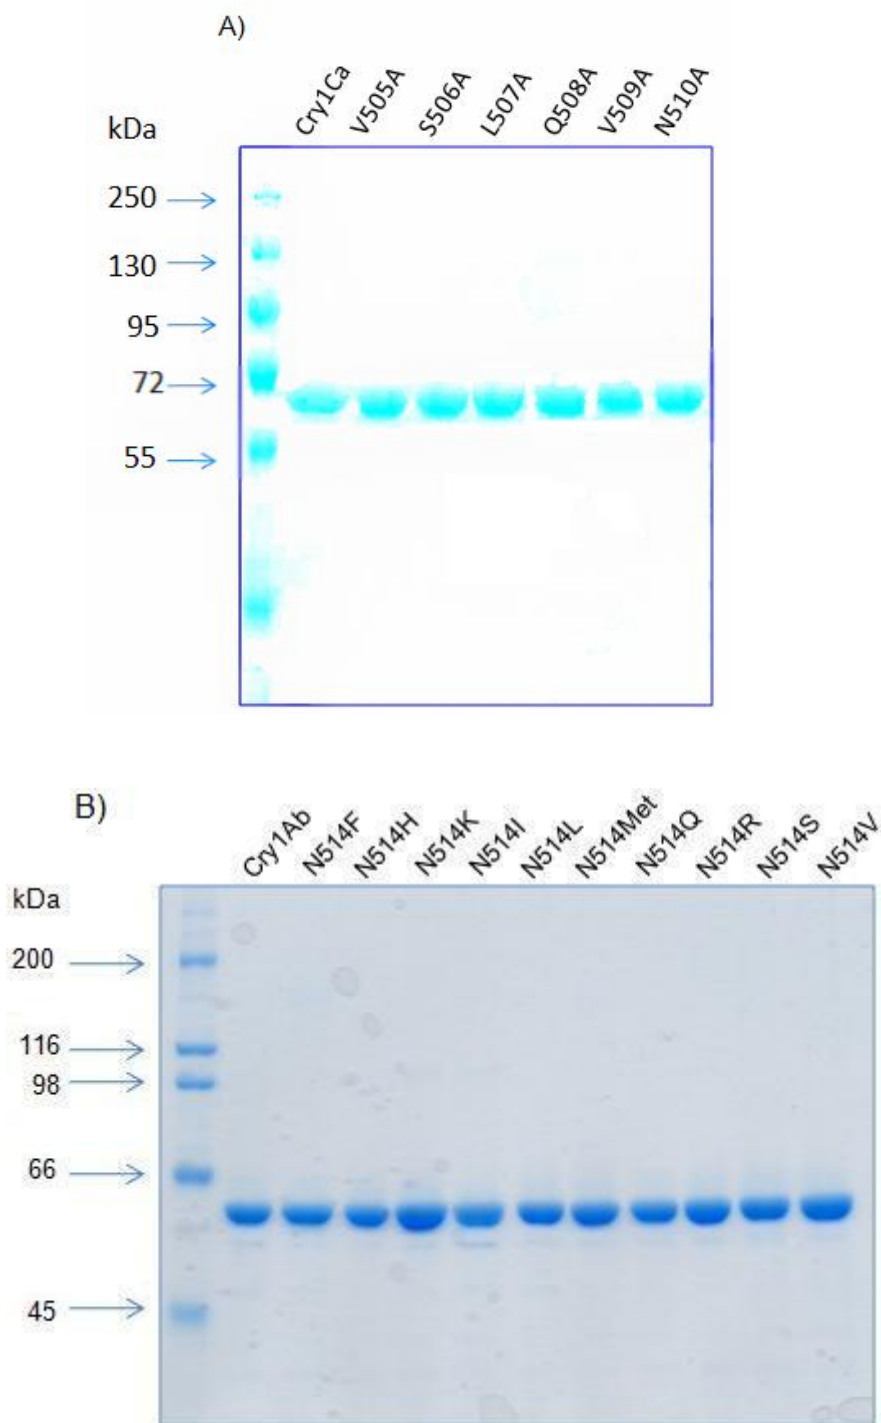 A)
kDa
Cry1Ca
V505A
S506A
L507A
Q508A
V509A
N510A
250
130
95
72
55
B)
kDa
Cry1Ab
N514F
N514H
N514K
N514I
N514L
N514Met
N514Q
N514R
N514S
N514V
200
116
98
66
45